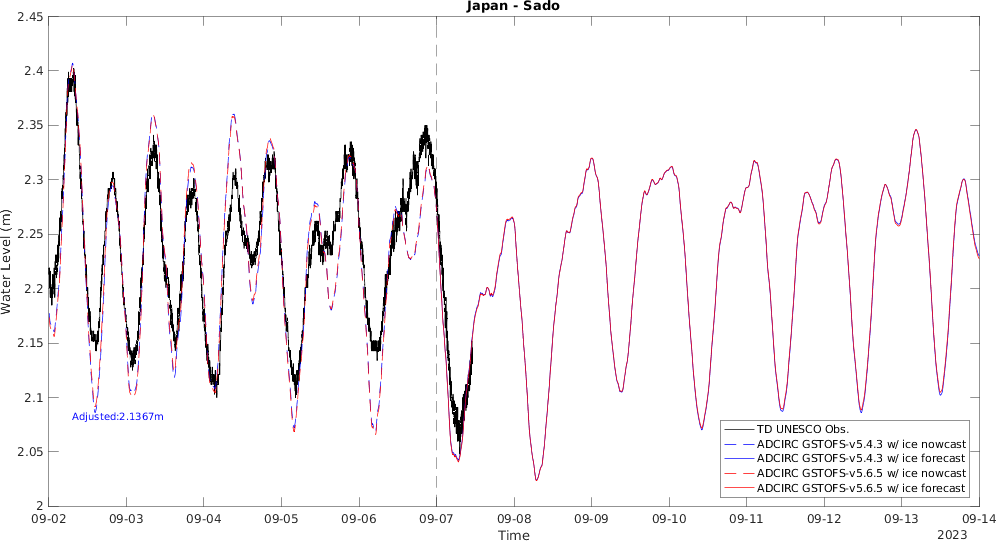 Japan - Sado
2.45
2.4
2.35
2.3
2.25
2.2
2.15
2.1
2.05
2
Water Level (m)
Adjusted:2.1367m
TD UNESCO Obs.
ADCIRC GSTOFS-v5.4.3 w/ ice nowcast
ADCIRC GSTOFS-v5.4.3 w/ ice forecast
ADCIRC GSTOFS-v5.6.5 w/ ice nowcast
ADCIRC GSTOFS-v5.6.5 w/ ice forecast
09-02 09-03 09-04 09-05 09-06 09-07 09-08 09-09 09-10 09-11 09-12 09-13 09-14
Time
2023